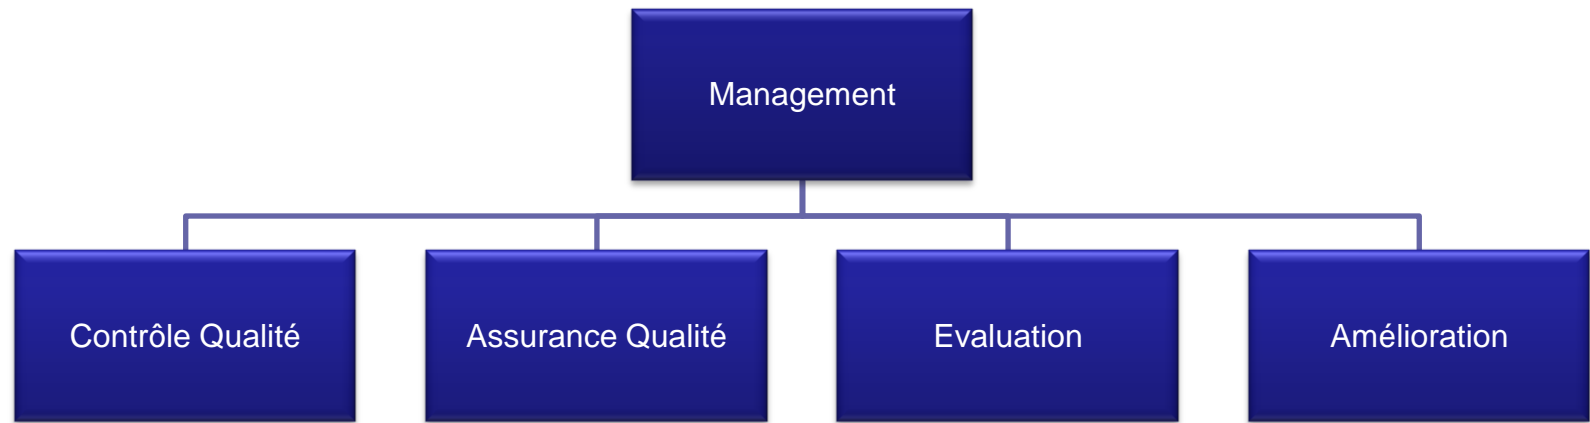 Management
Contrôle Qualité
Assurance Qualité
Evaluation
Amélioration